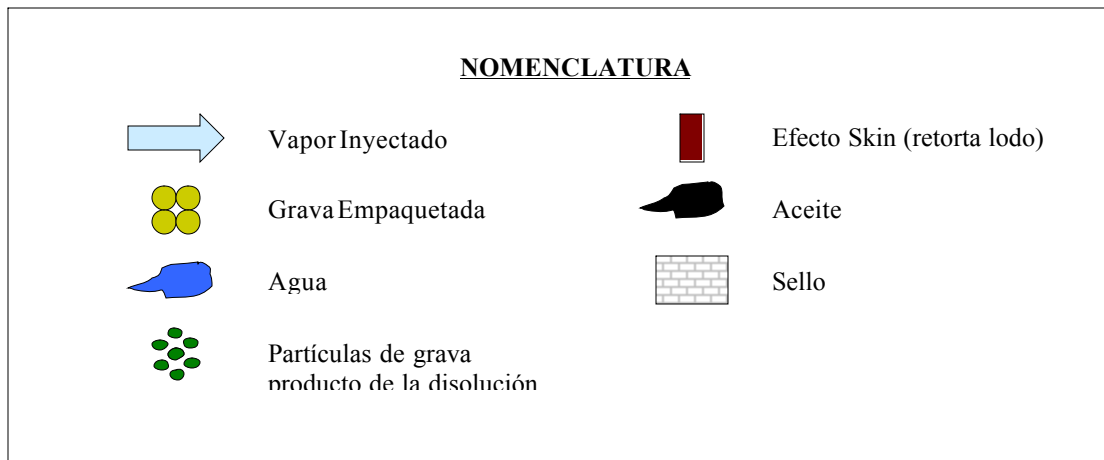 NOMENCLATURA
Vapor Inyectado
Efecto Skin (retorta lodo)
Grava Empaquetada
Aceite
Agua
Sello
Partículas de grava
producto de la disolución